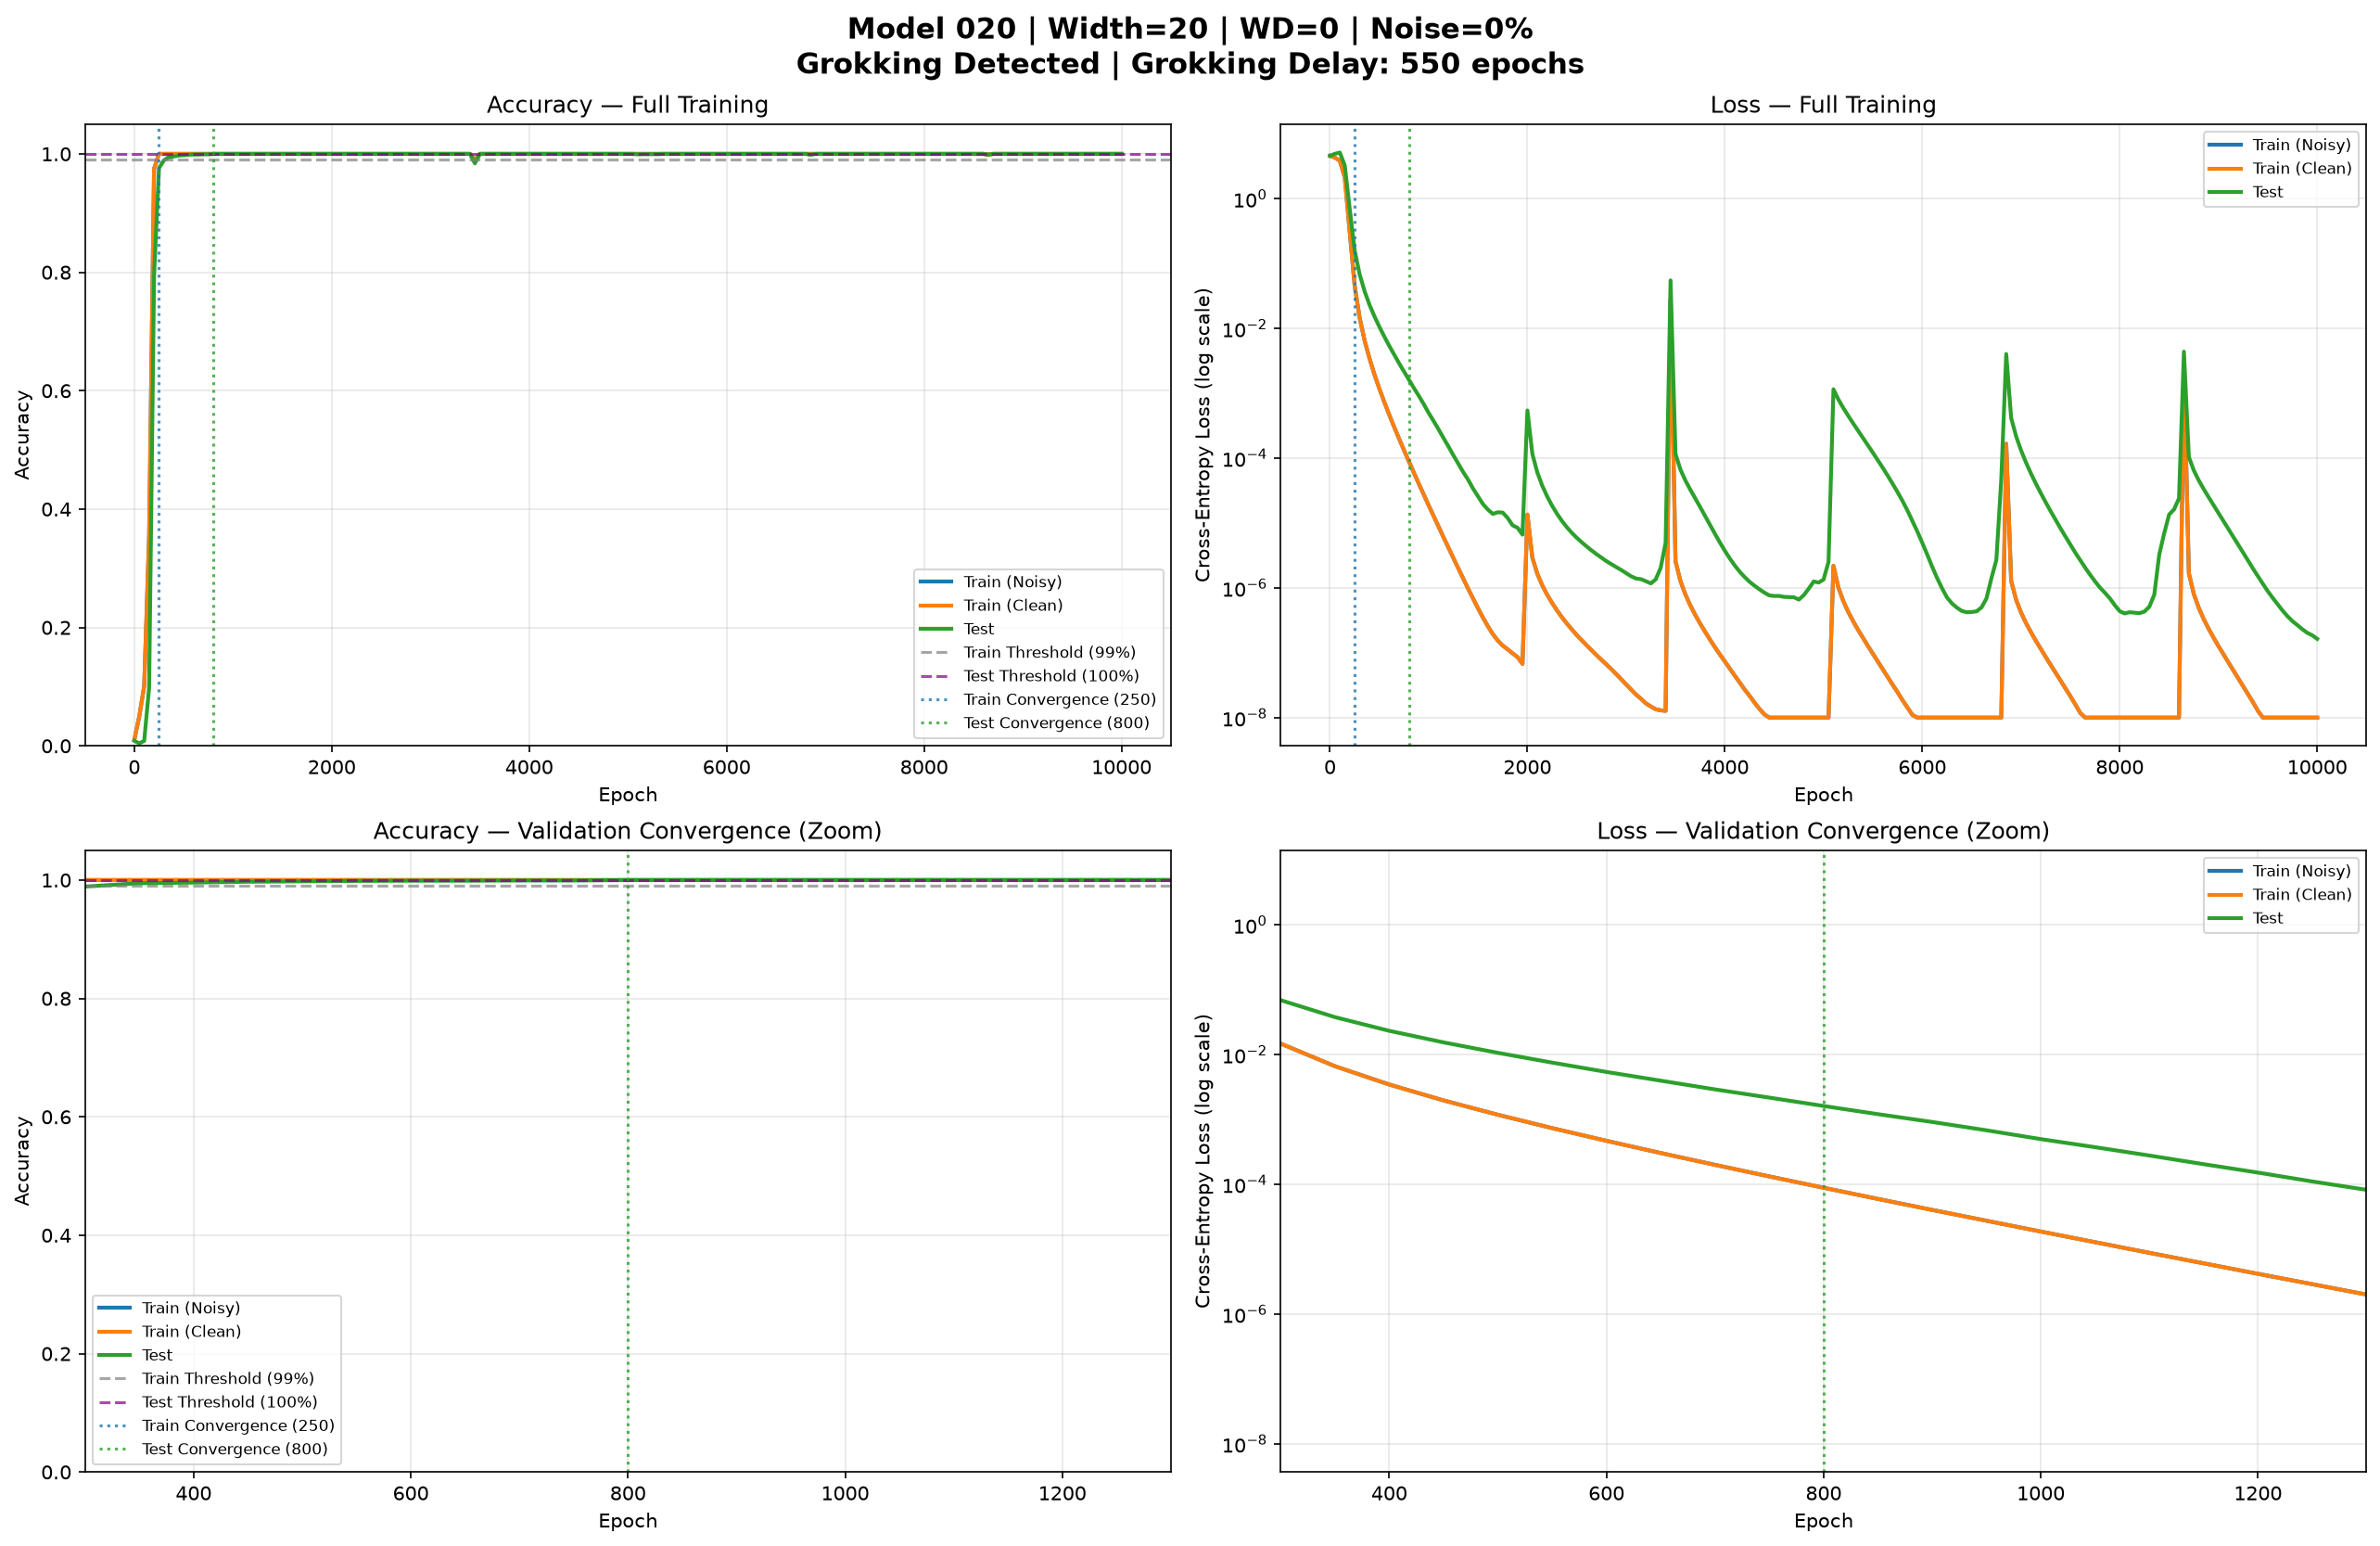 Model 020 | Width=20 | WD=0 | Noise=0%
Grokking Detected | Grokking Delay: 550 epochs
Accuracy — Full Training
Accuracy
1.0
0.8
0.6
0.4
0.2
0.0
Train (Noisy)
Train (Clean)
Test
Train Threshold (99%)
Test Threshold (100%)
Train Convergence (250)
Test Convergence (800)
0 2000 4000 6000 8000 10000
Epoch
Loss — Full Training
Cross-Entropy Loss (log scale)
10⁰
10⁻²
10⁻⁴
10⁻⁶
10⁻⁸
Train (Noisy)
Train (Clean)
Test
0 2000 4000 6000 8000 10000
Epoch
Accuracy — Validation Convergence (Zoom)
Accuracy
1.0
0.8
0.6
0.4
0.2
0.0
Train (Noisy)
Train (Clean)
Test
Train Threshold (99%)
Test Threshold (100%)
Train Convergence (250)
Test Convergence (800)
400 600 800 1000 1200
Epoch
Loss — Validation Convergence (Zoom)
Cross-Entropy Loss (log scale)
10⁰
10⁻²
10⁻⁴
10⁻⁶
10⁻⁸
Train (Noisy)
Train (Clean)
Test
400 600 800 1000 1200
Epoch